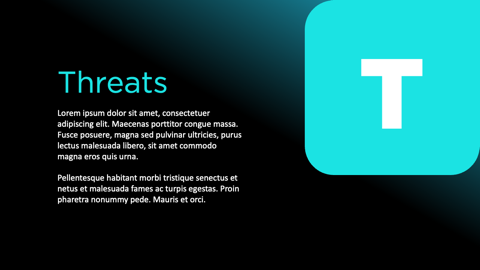 Threats
Lorem ipsum dolor sit amet, consectetuer
adipiscing elit. Maecenas porttitor congue massa.
Fusce posuere, magna sed pulvinar ultricies, purus
lectus malesuada libero, sit amet commodo
magna eros quis urna.
Pellentesque habitant morbi tristique senectus et
netus et malesuada fames ac turpis egestas. Proin
pharetra nonummy pede. Mauris et orci.
T